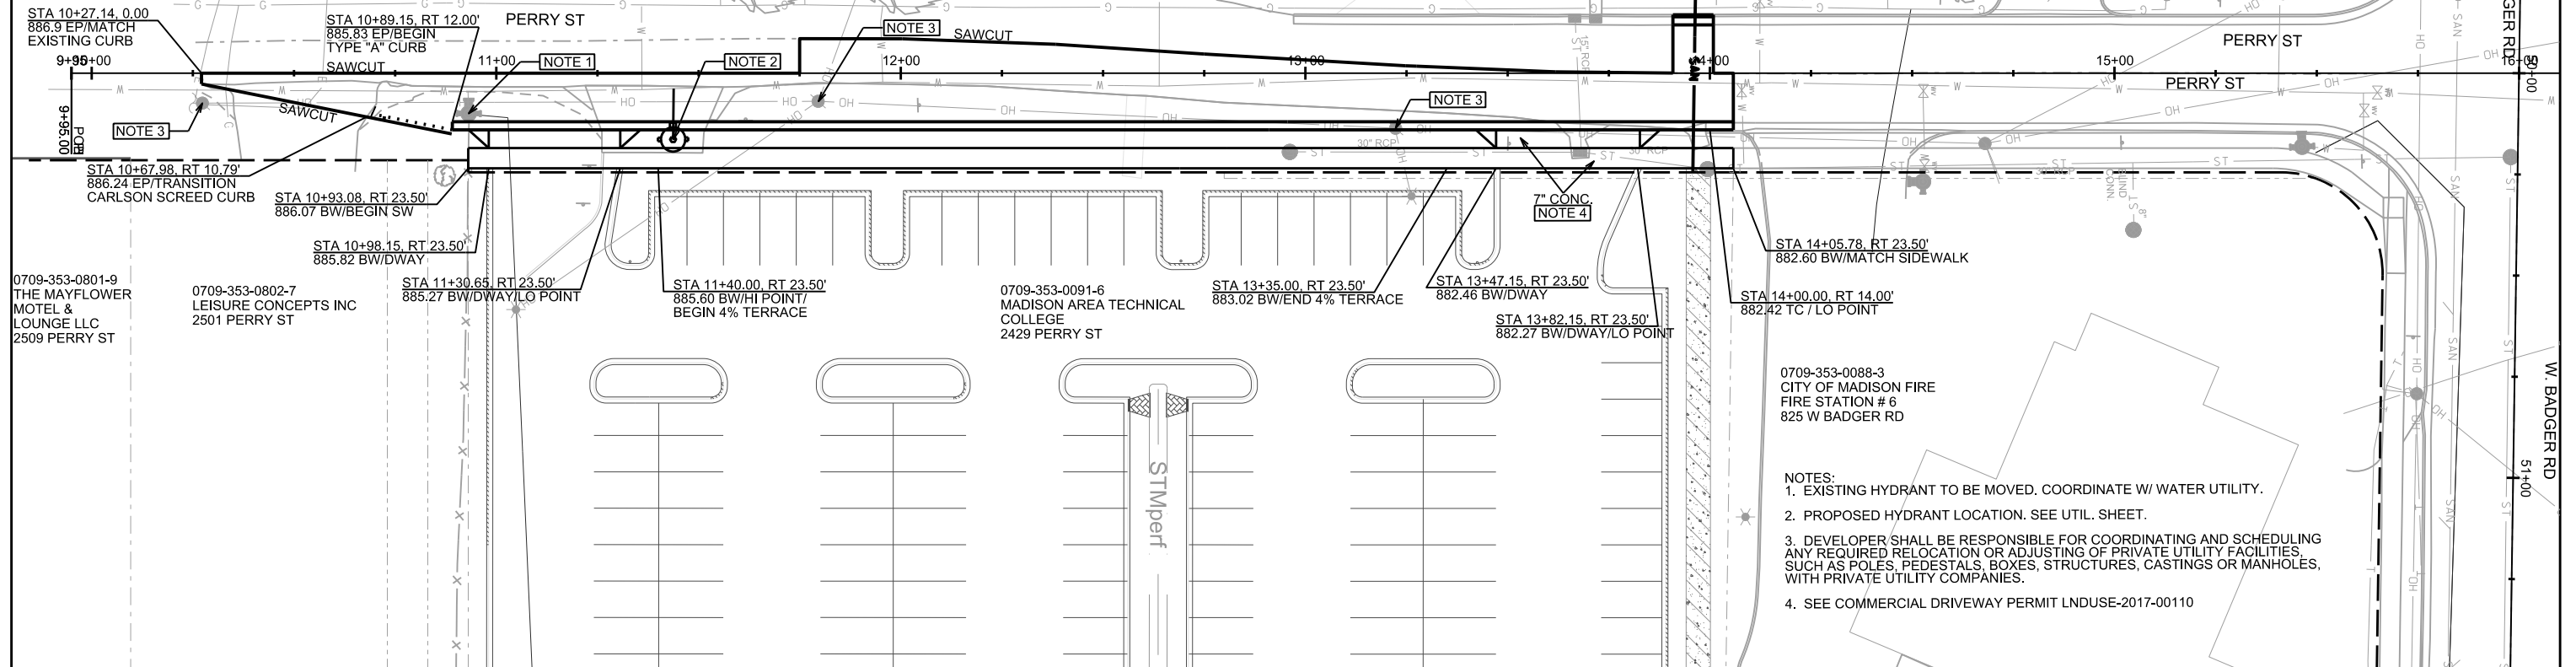 STA 10+27.14, 0.00
886.9 EP/MATCH
EXISTING CURB
STA 10+89.15, RT 12.00'
885.83 EP/BEGIN
TYPE "A" CURB
PERRY ST
SAWCUT
NOTE 1
NOTE 2
NOTE 3
SAWCUT
PERRY ST
PERRY ST
10+00
11+00
12+00
13+00
14+00
15+00
SAN
15" RCP
ST
9+95.00
POB
NOTE 3
SAWCUT
NOTE 3
STA 10+67.98, RT 10.79'
886.24 EP/TRANSITION
CARLSON SCREED CURB
STA 10+93.08, RT 23.50'
886.07 BW/BEGIN SW
STA 10+98.15, RT 23.50'
885.82 BW/DWAY
STA 11+30.65, RT 23.50'
885.27 BW/DWAY/LO POINT
STA 11+40.00, RT 23.50'
885.60 BW/HI POINT/
BEGIN 4% TERRACE
30" RCP
ST
7" CONC.
NOTE 4
STA 13+35.00, RT 23.50'
883.02 BW/END 4% TERRACE
STA 13+47.15, RT 23.50'
882.46 BW/DWAY
STA 13+82.15, RT 23.50'
882.27 BW/DWAY/LO POINT
STA 14+05.78, RT 23.50'
882.60 BW/MATCH SIDEWALK
STA 14+00.00, RT 14.00'
882.42 TC / LO POINT
BLIND
CONN.
8"
ST
0709-353-0801-9
THE MAYFLOWER
MOTEL &
LOUNGE LLC
2509 PERRY ST
0709-353-0802-7
LEISURE CONCEPTS INC
2501 PERRY ST
0709-353-0091-6
MADISON AREA TECHNICAL
COLLEGE
2429 PERRY ST
0709-353-0088-3
CITY OF MADISON FIRE
FIRE STATION # 6
825 W BADGER RD
STMperf
W. BADGER RD
51+00
NOTES:
1. EXISTING HYDRANT TO BE MOVED. COORDINATE W/ WATER UTILITY.
2. PROPOSED HYDRANT LOCATION. SEE UTIL. SHEET.
3. DEVELOPER SHALL BE RESPONSIBLE FOR COORDINATING AND SCHEDULING
ANY REQUIRED RELOCATION OR ADJUSTING OF PRIVATE UTILITY FACILITIES,
SUCH AS POLES, PEDESTALS, BOXES, STRUCTURES, CASTINGS OR MANHOLES,
WITH PRIVATE UTILITY COMPANIES.
4. SEE COMMERCIAL DRIVEWAY PERMIT LNDUSE-2017-00110